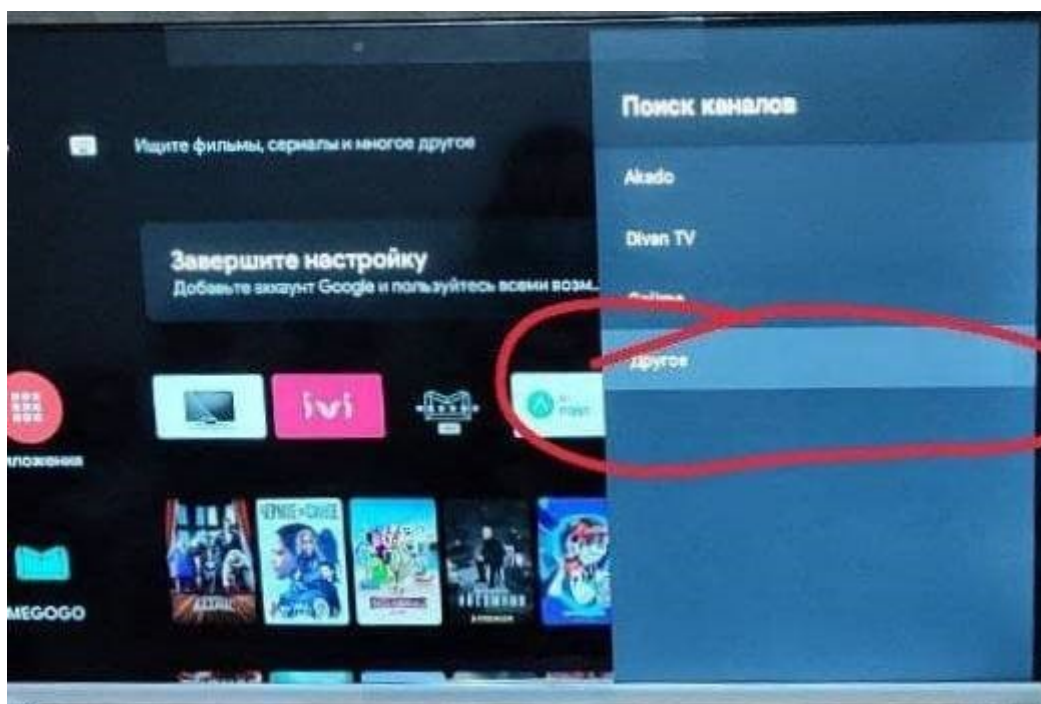 Поиск каналов
Ищите фильмы, сериалы и многое другое
Akado
Divan TV
Завершите настройку
Добавьте аккаунт Google и пользуйтесь всеми возм...
Другое
ivi
MEGOGO